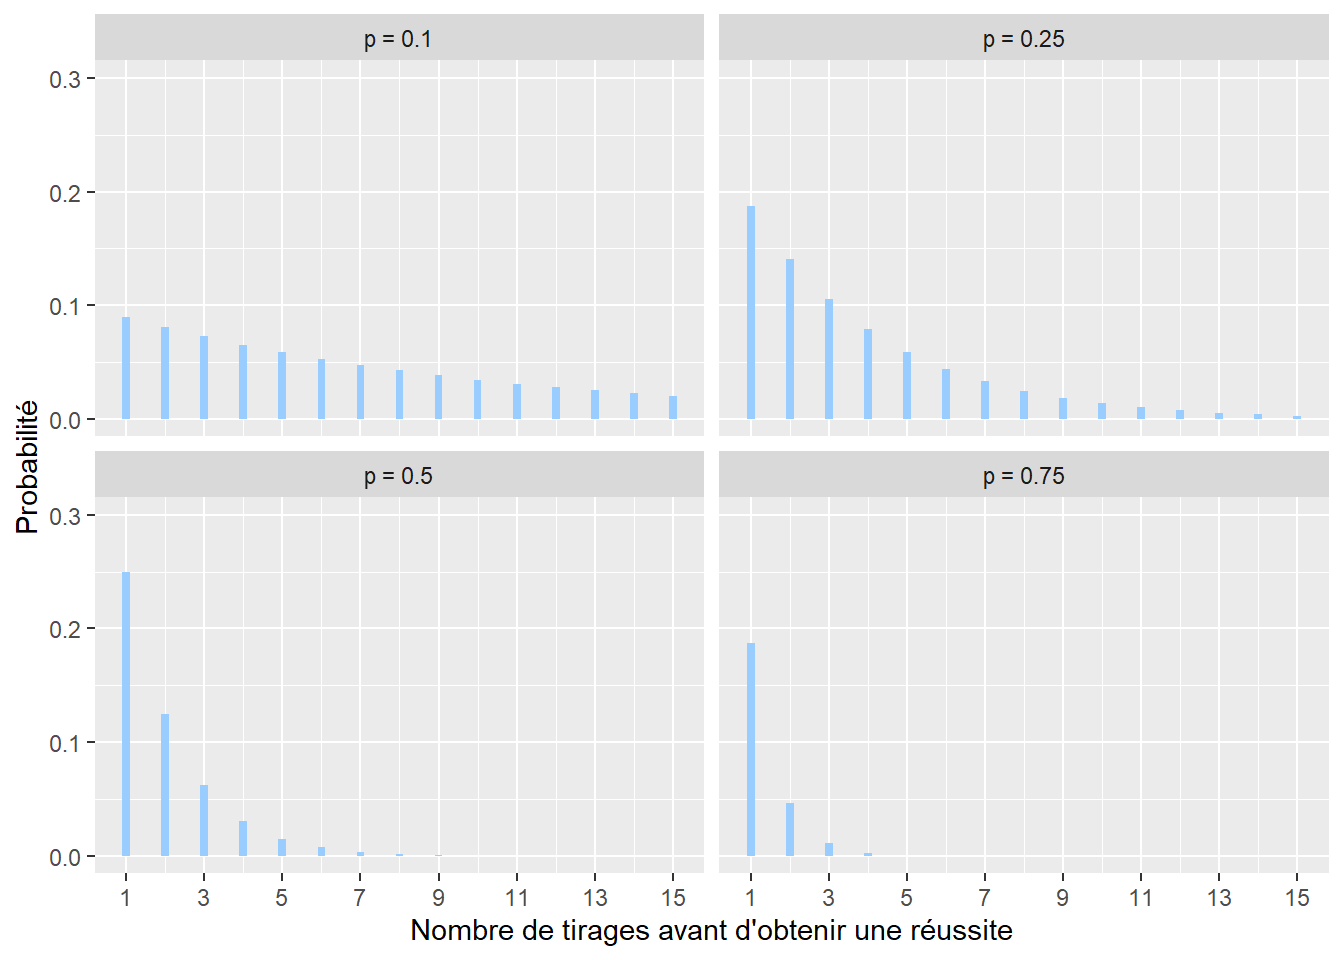 p = 0.1
p = 0.25
0.3
0.2
0.1
0.0
p = 0.5
p = 0.75
0.3
0.2
0.1
0.0
1 3 5 7 9 11 13 15
1 3 5 7 9 11 13 15
Nombre de tirages avant d'obtenir une réussite
Probabilité